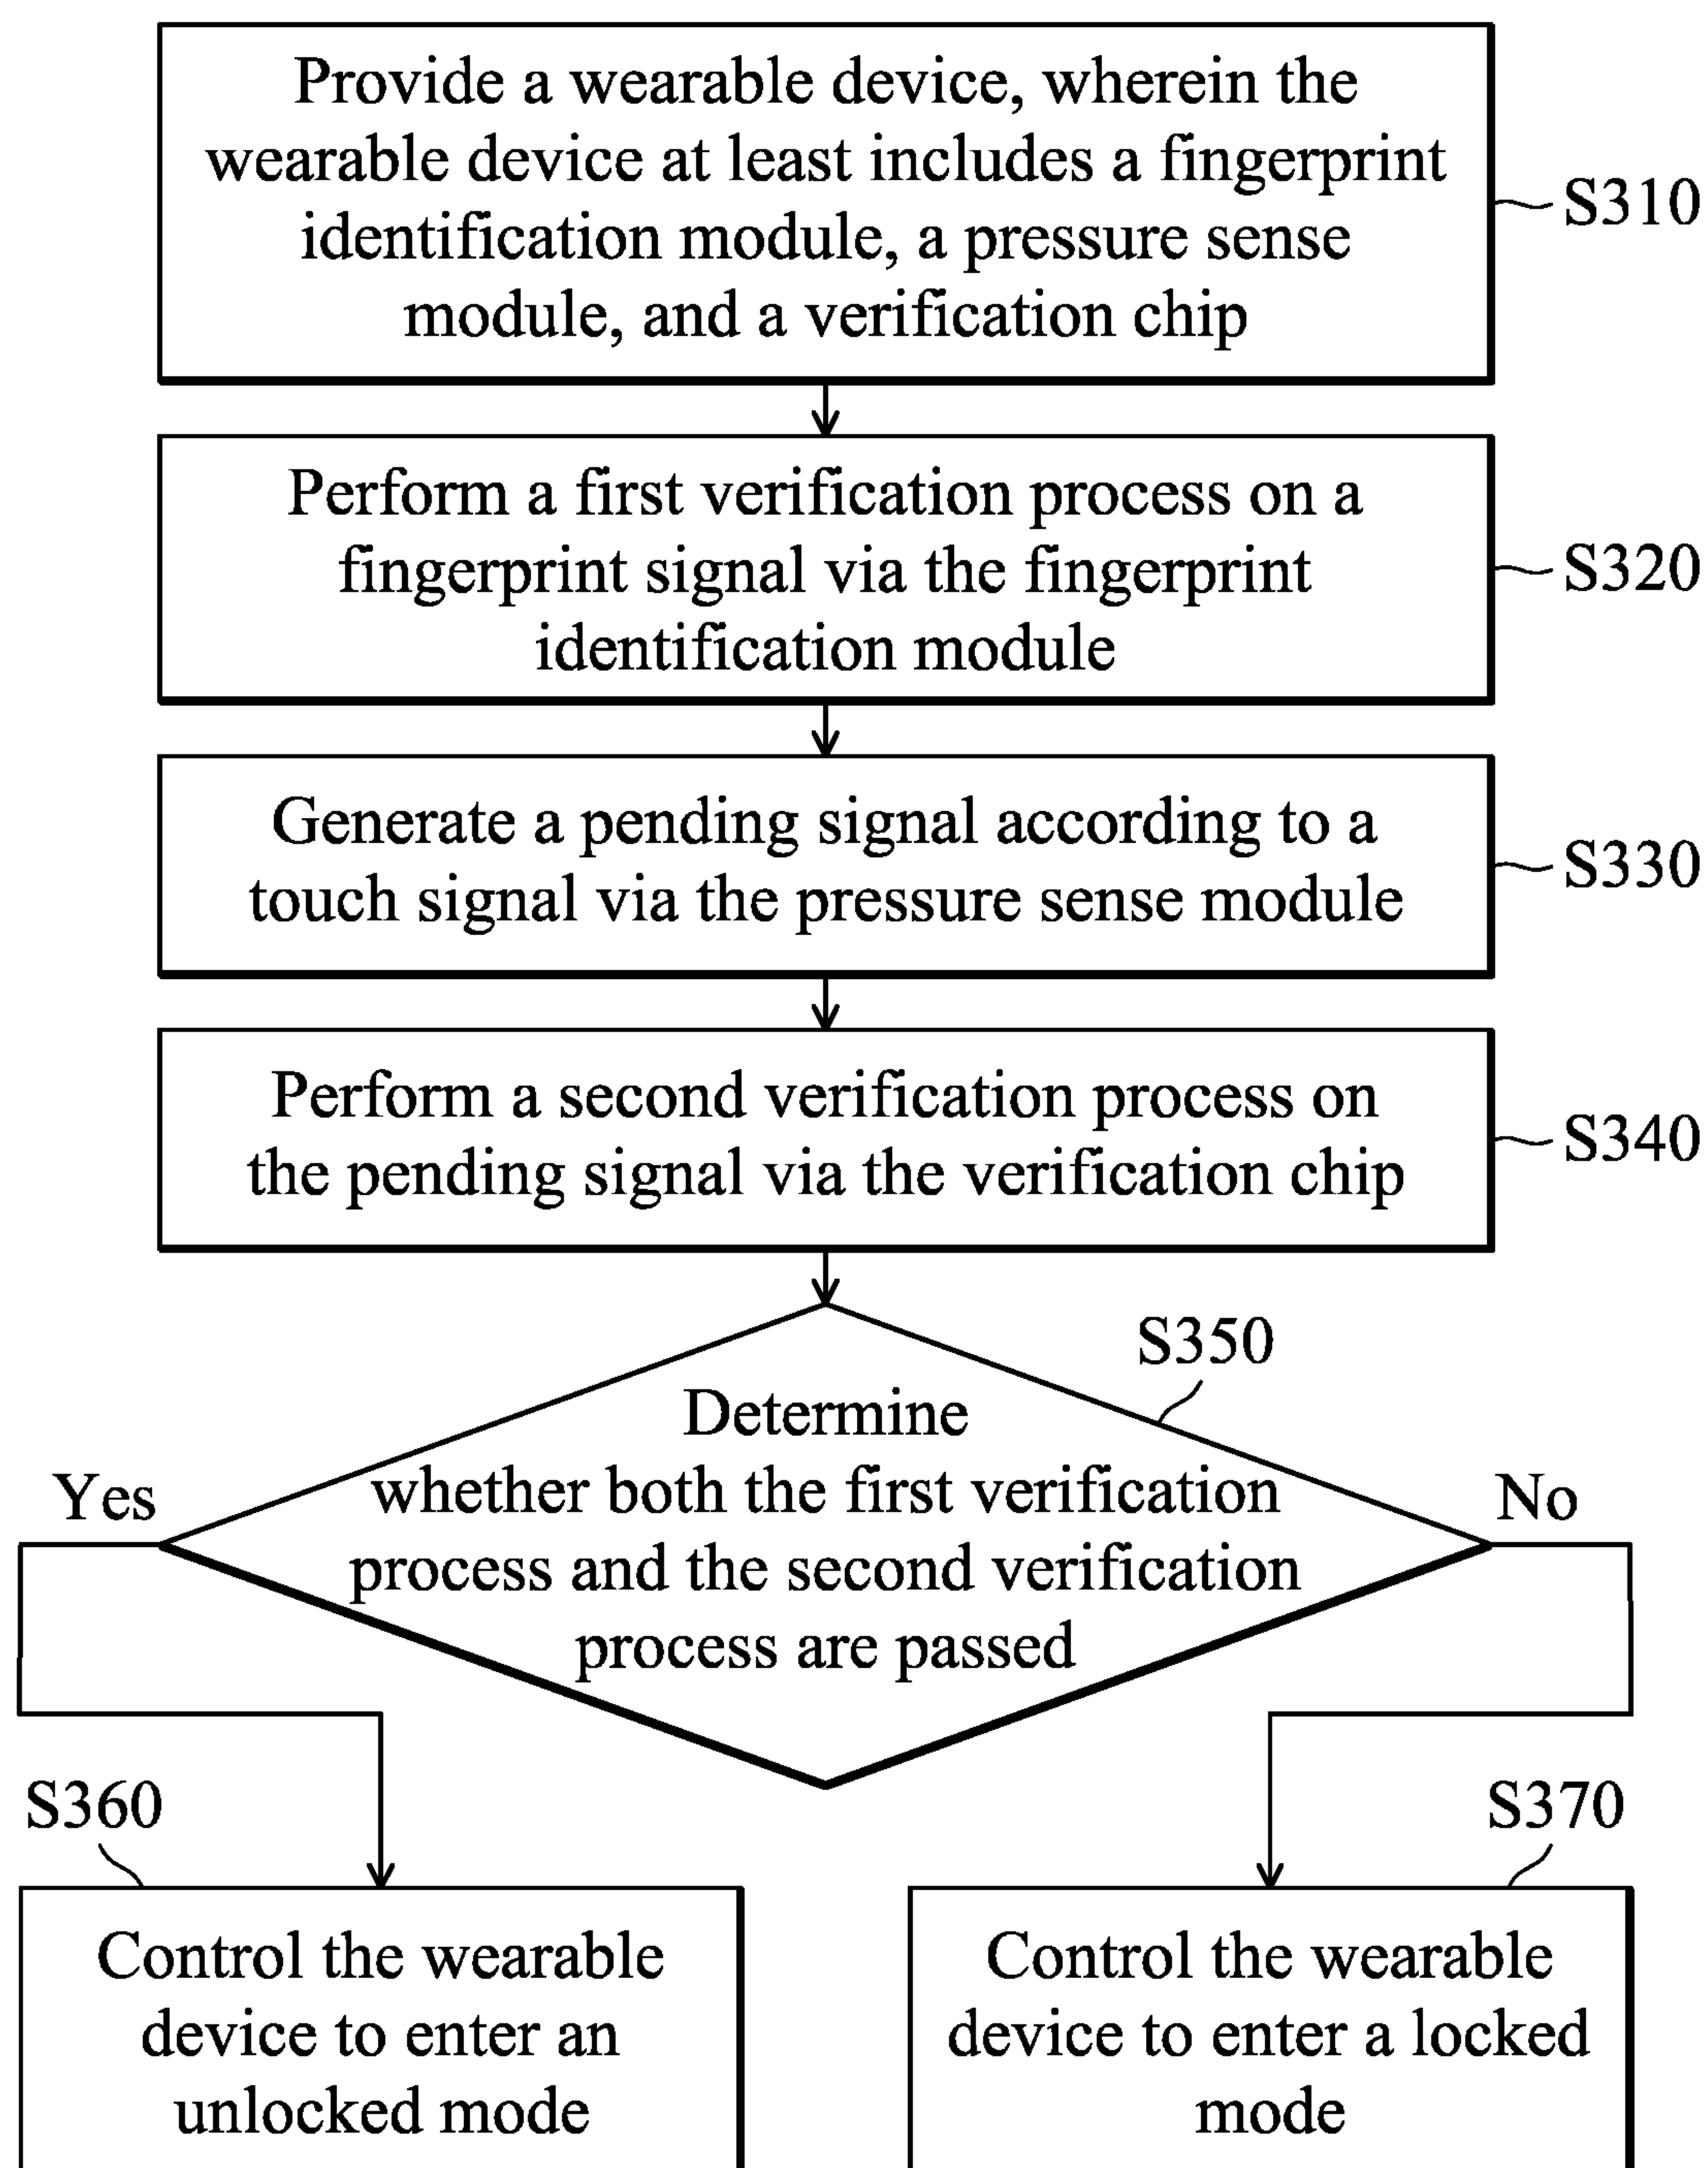 Provide a wearable device, wherein the
wearable device at least includes a fingerprint
identification module, a pressure sense
module, and a verification chip
S310
Perform a first verification process on a
fingerprint signal via the fingerprint
identification module
S320
Generate a pending signal according to a
touch signal via the pressure sense module
S330
Perform a second verification process on
the pending signal via the verification chip
S340
S350
Determine
whether both the first verification
process and the second verification
process are passed
Yes
No
S360
Control the wearable
device to enter an
unlocked mode
S370
Control the wearable
device to enter a locked
mode